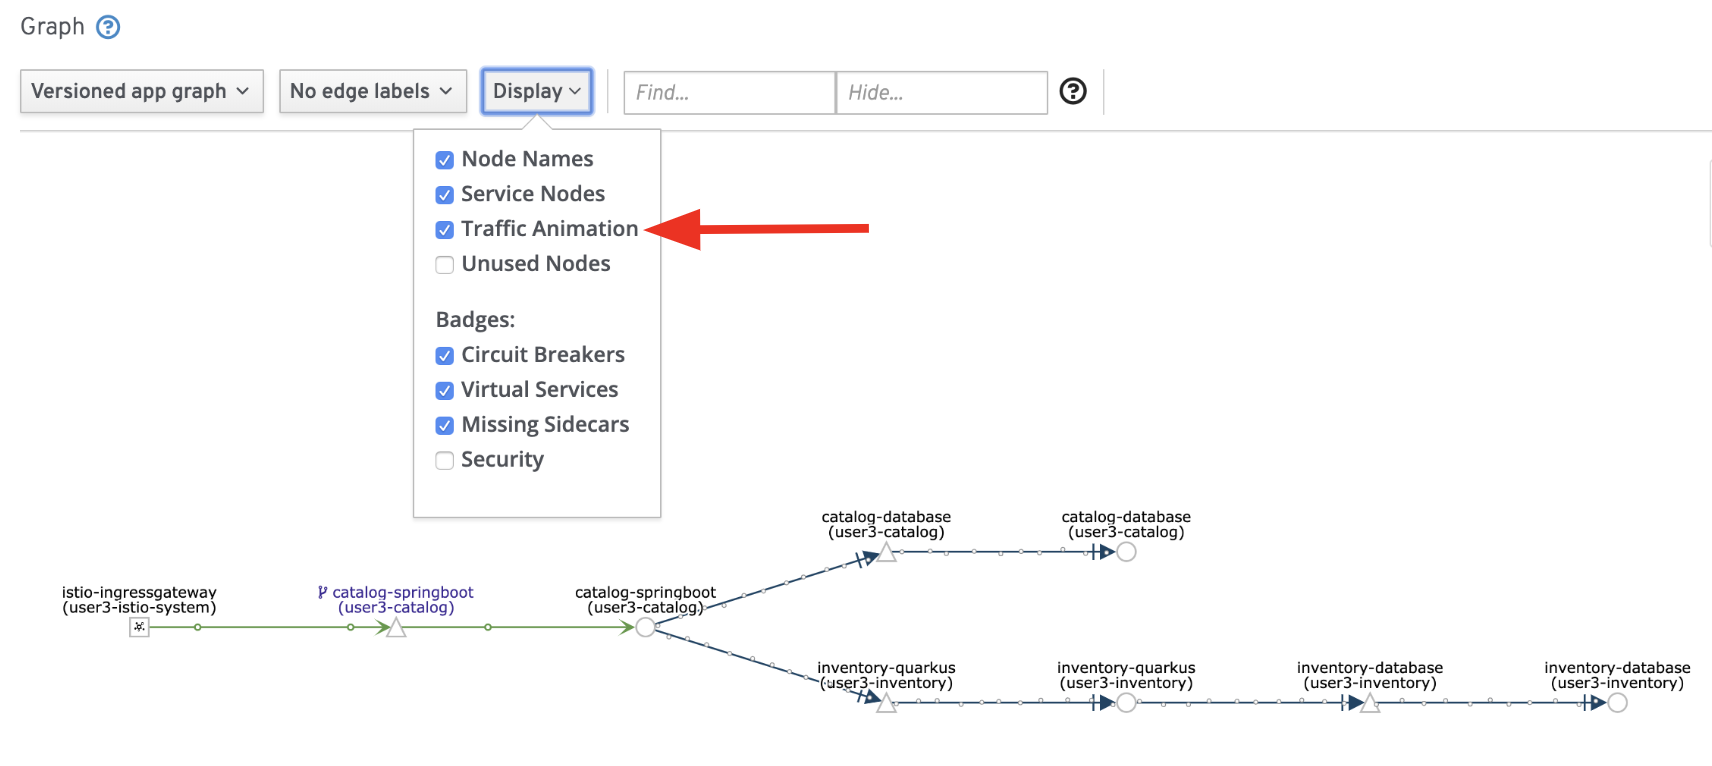 Graph
Versioned app graph
No edge labels
Display
Find...
Hide...
Node Names
Service Nodes
Traffic Animation
Unused Nodes
Badges:
Circuit Breakers
Virtual Services
Missing Sidecars
Security
catalog-database
(user3-catalog)
catalog-database
(user3-catalog)
istio-ingressgateway
(user3-istio-system)
catalog-springboot
(user3-catalog)
catalog-springboot
(user3-catalog)
inventory-quarkus
(user3-inventory)
inventory-quarkus
(user3-inventory)
inventory-database
(user3-inventory)
inventory-database
(user3-inventory)